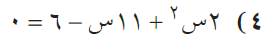 ٤) ٢س٢ + ١١س - ٦ = ٠